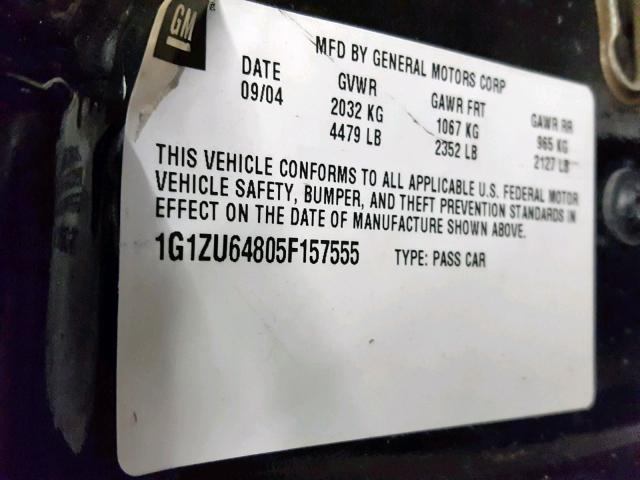 GM
MFD BY GENERAL MOTORS CORP
DATE GVWR GAWR FRT GAWR RR
09/04 2032 KG 1067 KG 965 KG
4479 LB 2352 LB 2127 LB
THIS VEHICLE CONFORMS TO ALL APPLICABLE U.S. FEDERAL MOTOR
VEHICLE SAFETY, BUMPER, AND THEFT PREVENTION STANDARDS IN
EFFECT ON THE DATE OF MANUFACTURE SHOWN ABOVE.
1G1ZU64805F157555 TYPE: PASS CAR